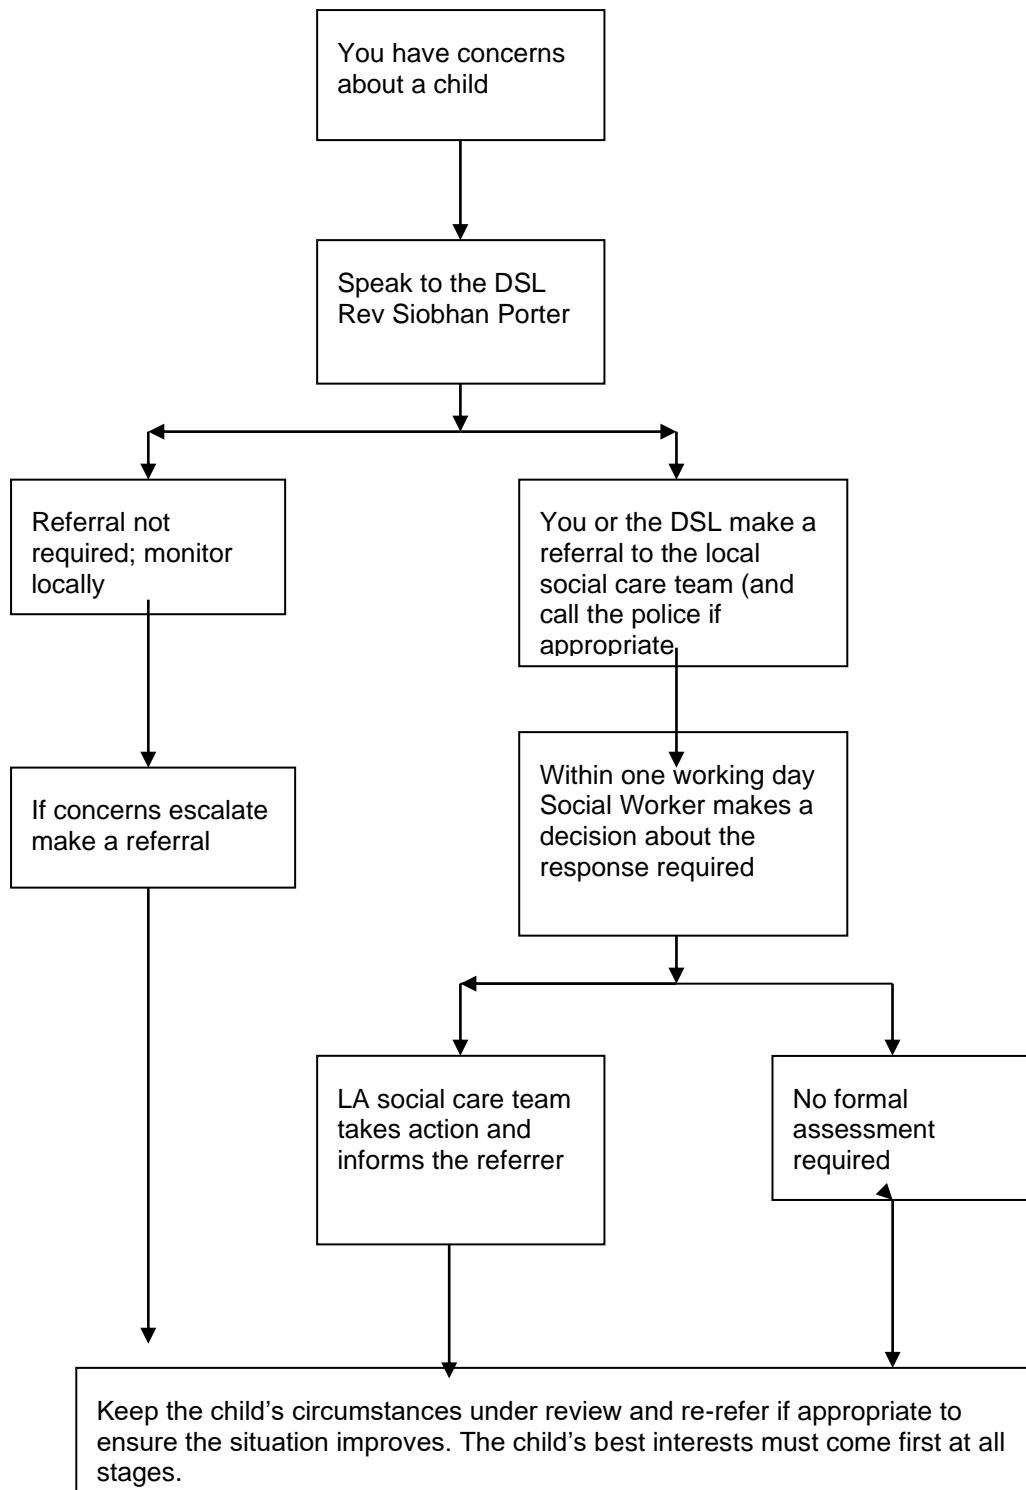 You have concerns
about a child
Speak to the DSL
Rev Siobhan Porter
Referral not
required; monitor
locally
You or the DSL make a
referral to the local
social care team (and
call the police if
appropriate
If concerns escalate
make a referral
Within one working day
Social Worker makes a
decision about the
response required
LA social care team
takes action and
informs the referrer
No formal
assessment
required
Keep the child’s circumstances under review and re-refer if appropriate to
ensure the situation improves. The child’s best interests must come first at all
stages.